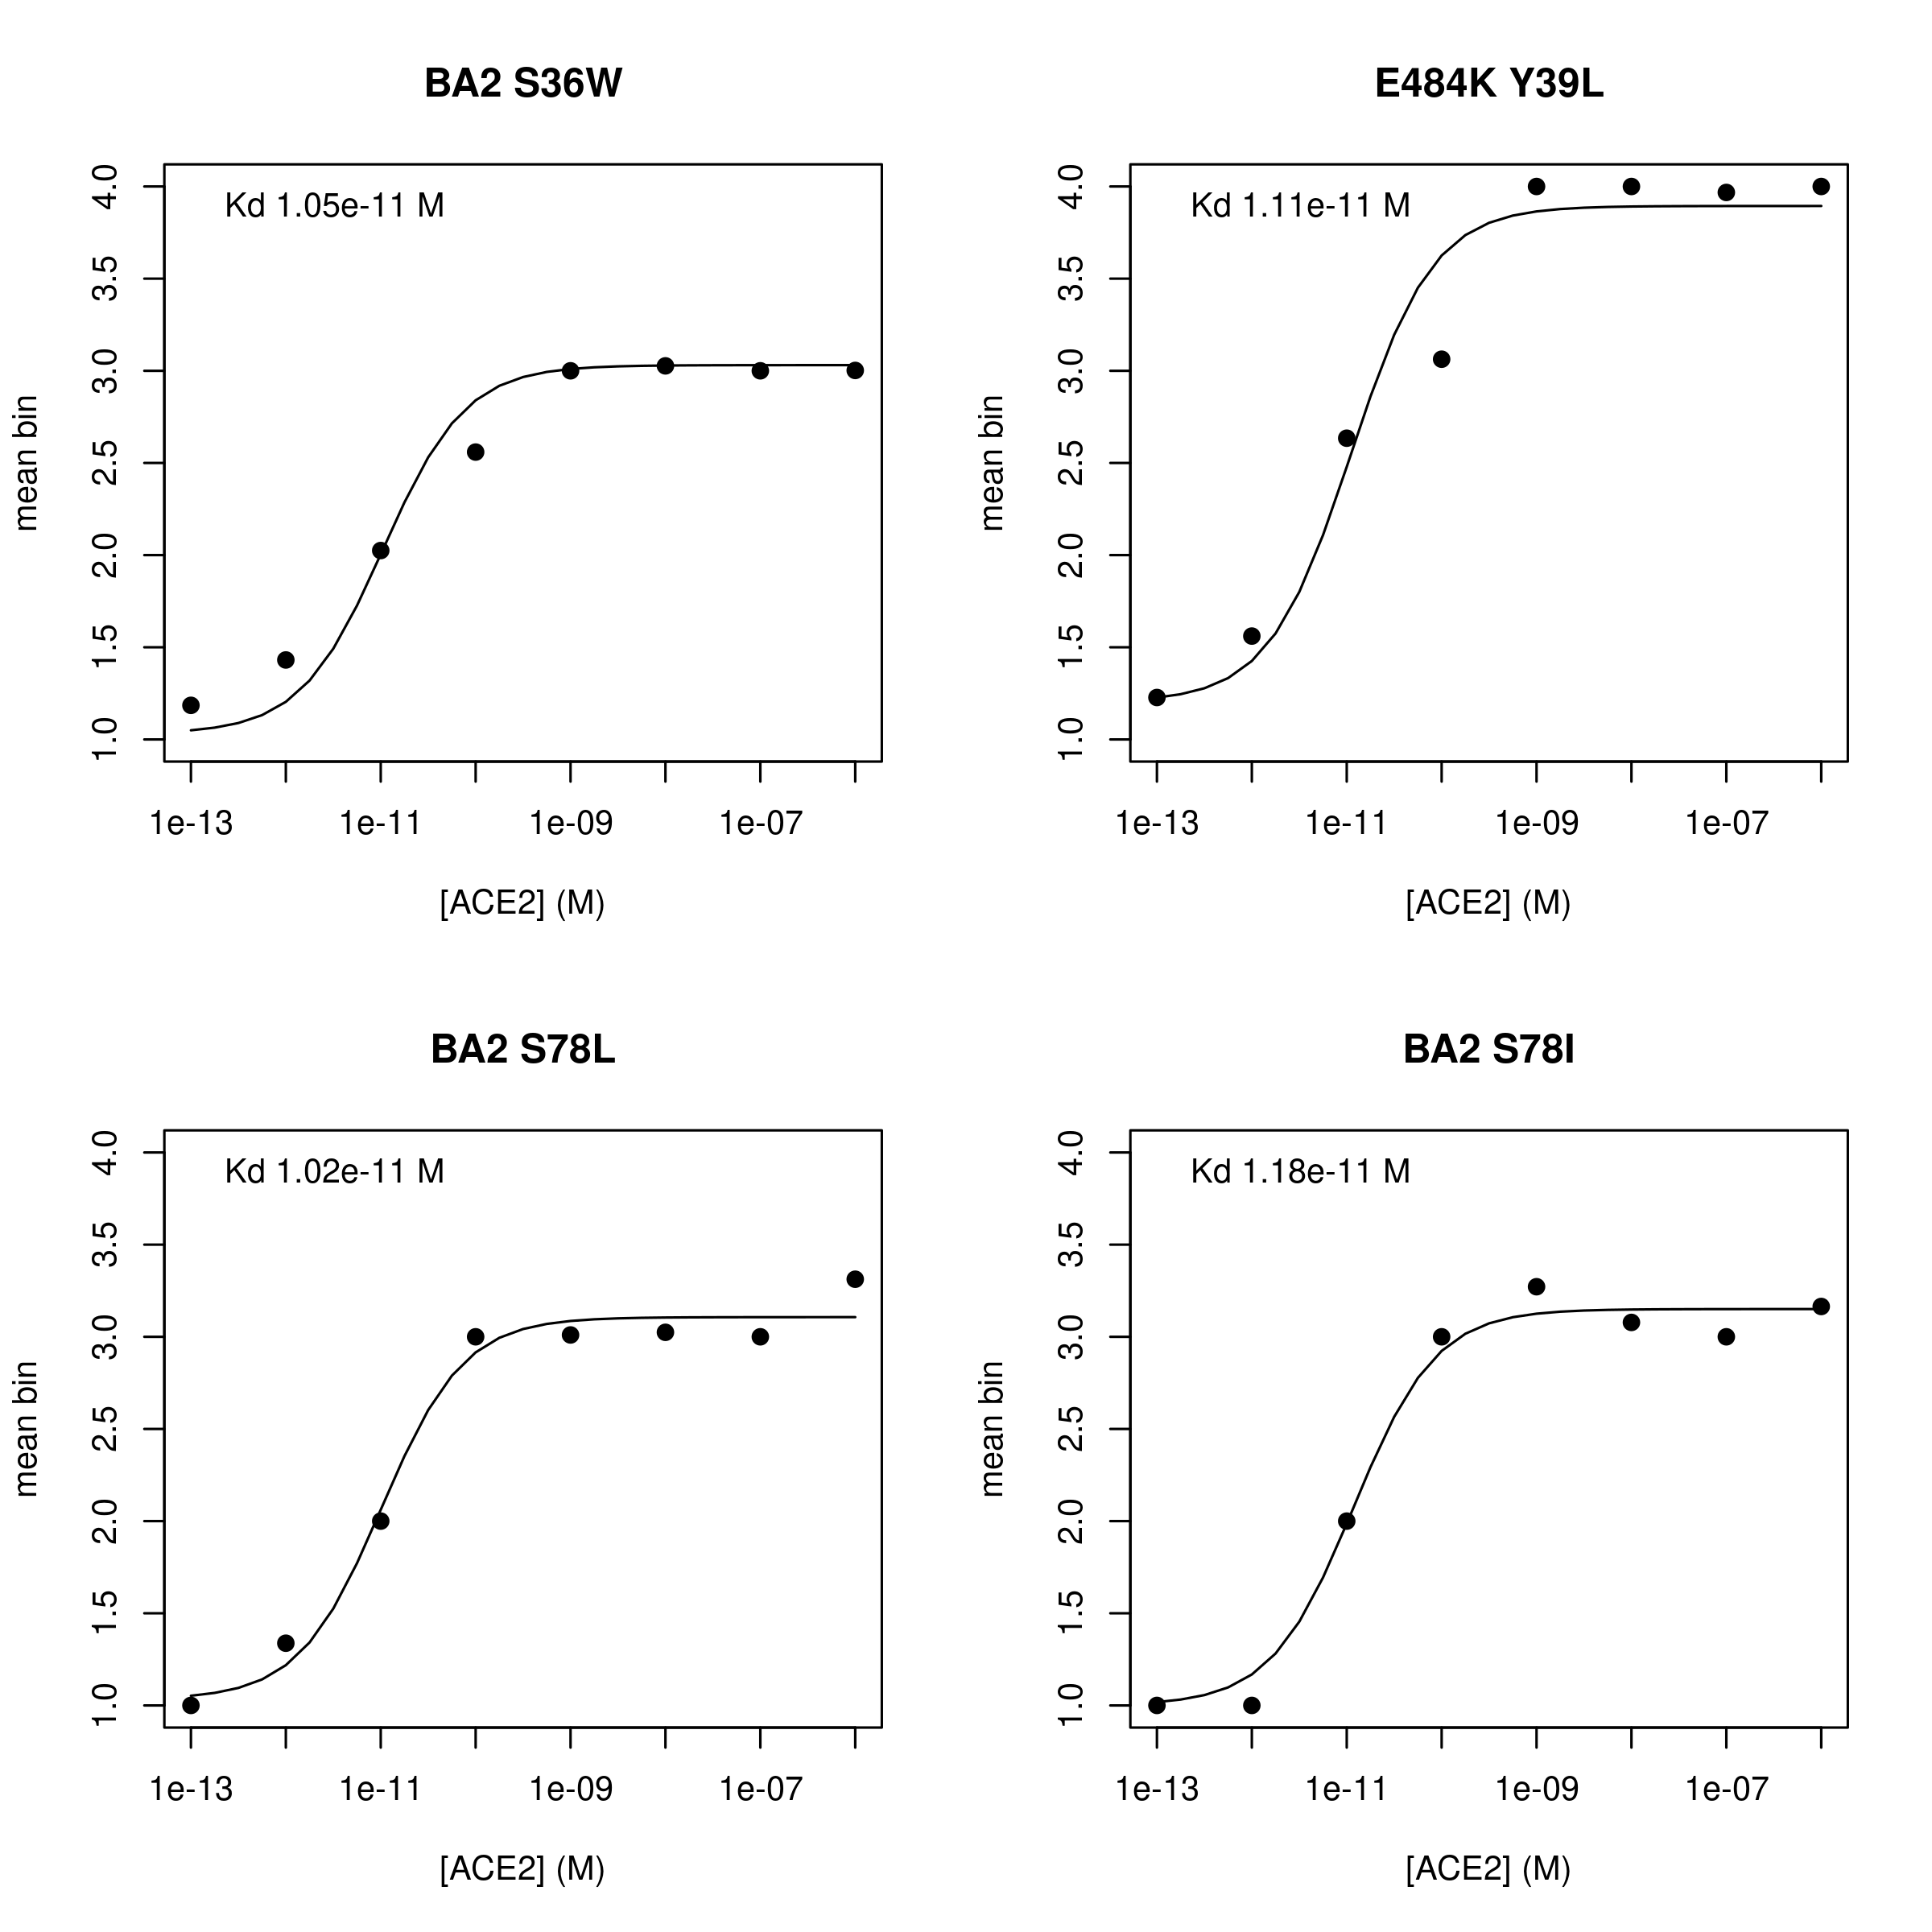 BA2 S36W
Kd 1.05e-11 M
mean bin
4.0
3.5
3.0
2.5
2.0
1.5
1.0
1e-13 1e-11 1e-09 1e-07
[ACE2] (M)
E484K Y39L
Kd 1.11e-11 M
mean bin
4.0
3.5
3.0
2.5
2.0
1.5
1.0
1e-13 1e-11 1e-09 1e-07
[ACE2] (M)
BA2 S78L
Kd 1.02e-11 M
mean bin
4.0
3.5
3.0
2.5
2.0
1.5
1.0
1e-13 1e-11 1e-09 1e-07
[ACE2] (M)
BA2 S78I
Kd 1.18e-11 M
mean bin
4.0
3.5
3.0
2.5
2.0
1.5
1.0
1e-13 1e-11 1e-09 1e-07
[ACE2] (M)